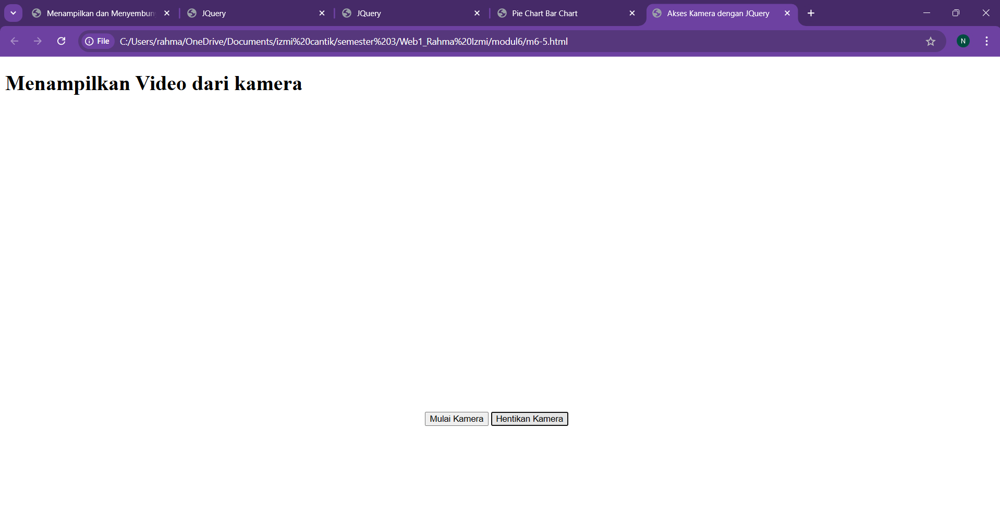 Menampilkan dan Menyembun
JQuery
JQuery
Pie Chart Bar Chart
Akses Kamera dengan JQuery
File
C:/Users/rahma/OneDrive/Documents/izmi%20cantik/semester%203/Web1_Rahma%20Izmi/modul6/m6-5.html
N
Menampilkan Video dari kamera
Mulai Kamera
Hentikan Kamera